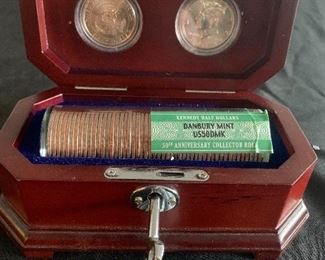 KENNEDY HALF DOLLARS
DANBURY MINT
US50DMK
50TH ANNIVERSARY COLLECTOR ROLL